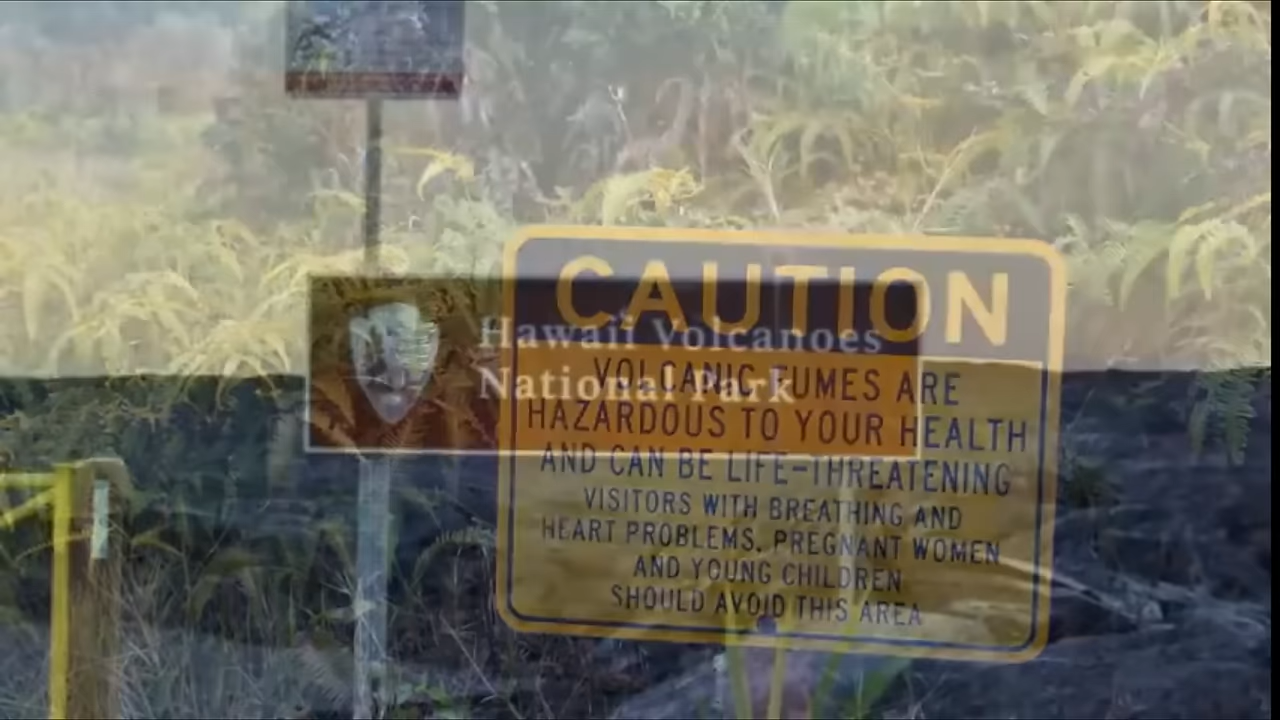 CAUTION
Hawaiʻi Volcanoes
National Park
VOLCANIC FUMES ARE
HAZARDOUS TO YOUR HEALTH
AND CAN BE LIFE-THREATENING
VISITORS WITH BREATHING AND
HEART PROBLEMS, PREGNANT WOMEN
AND YOUNG CHILDREN
SHOULD AVOID THIS AREA